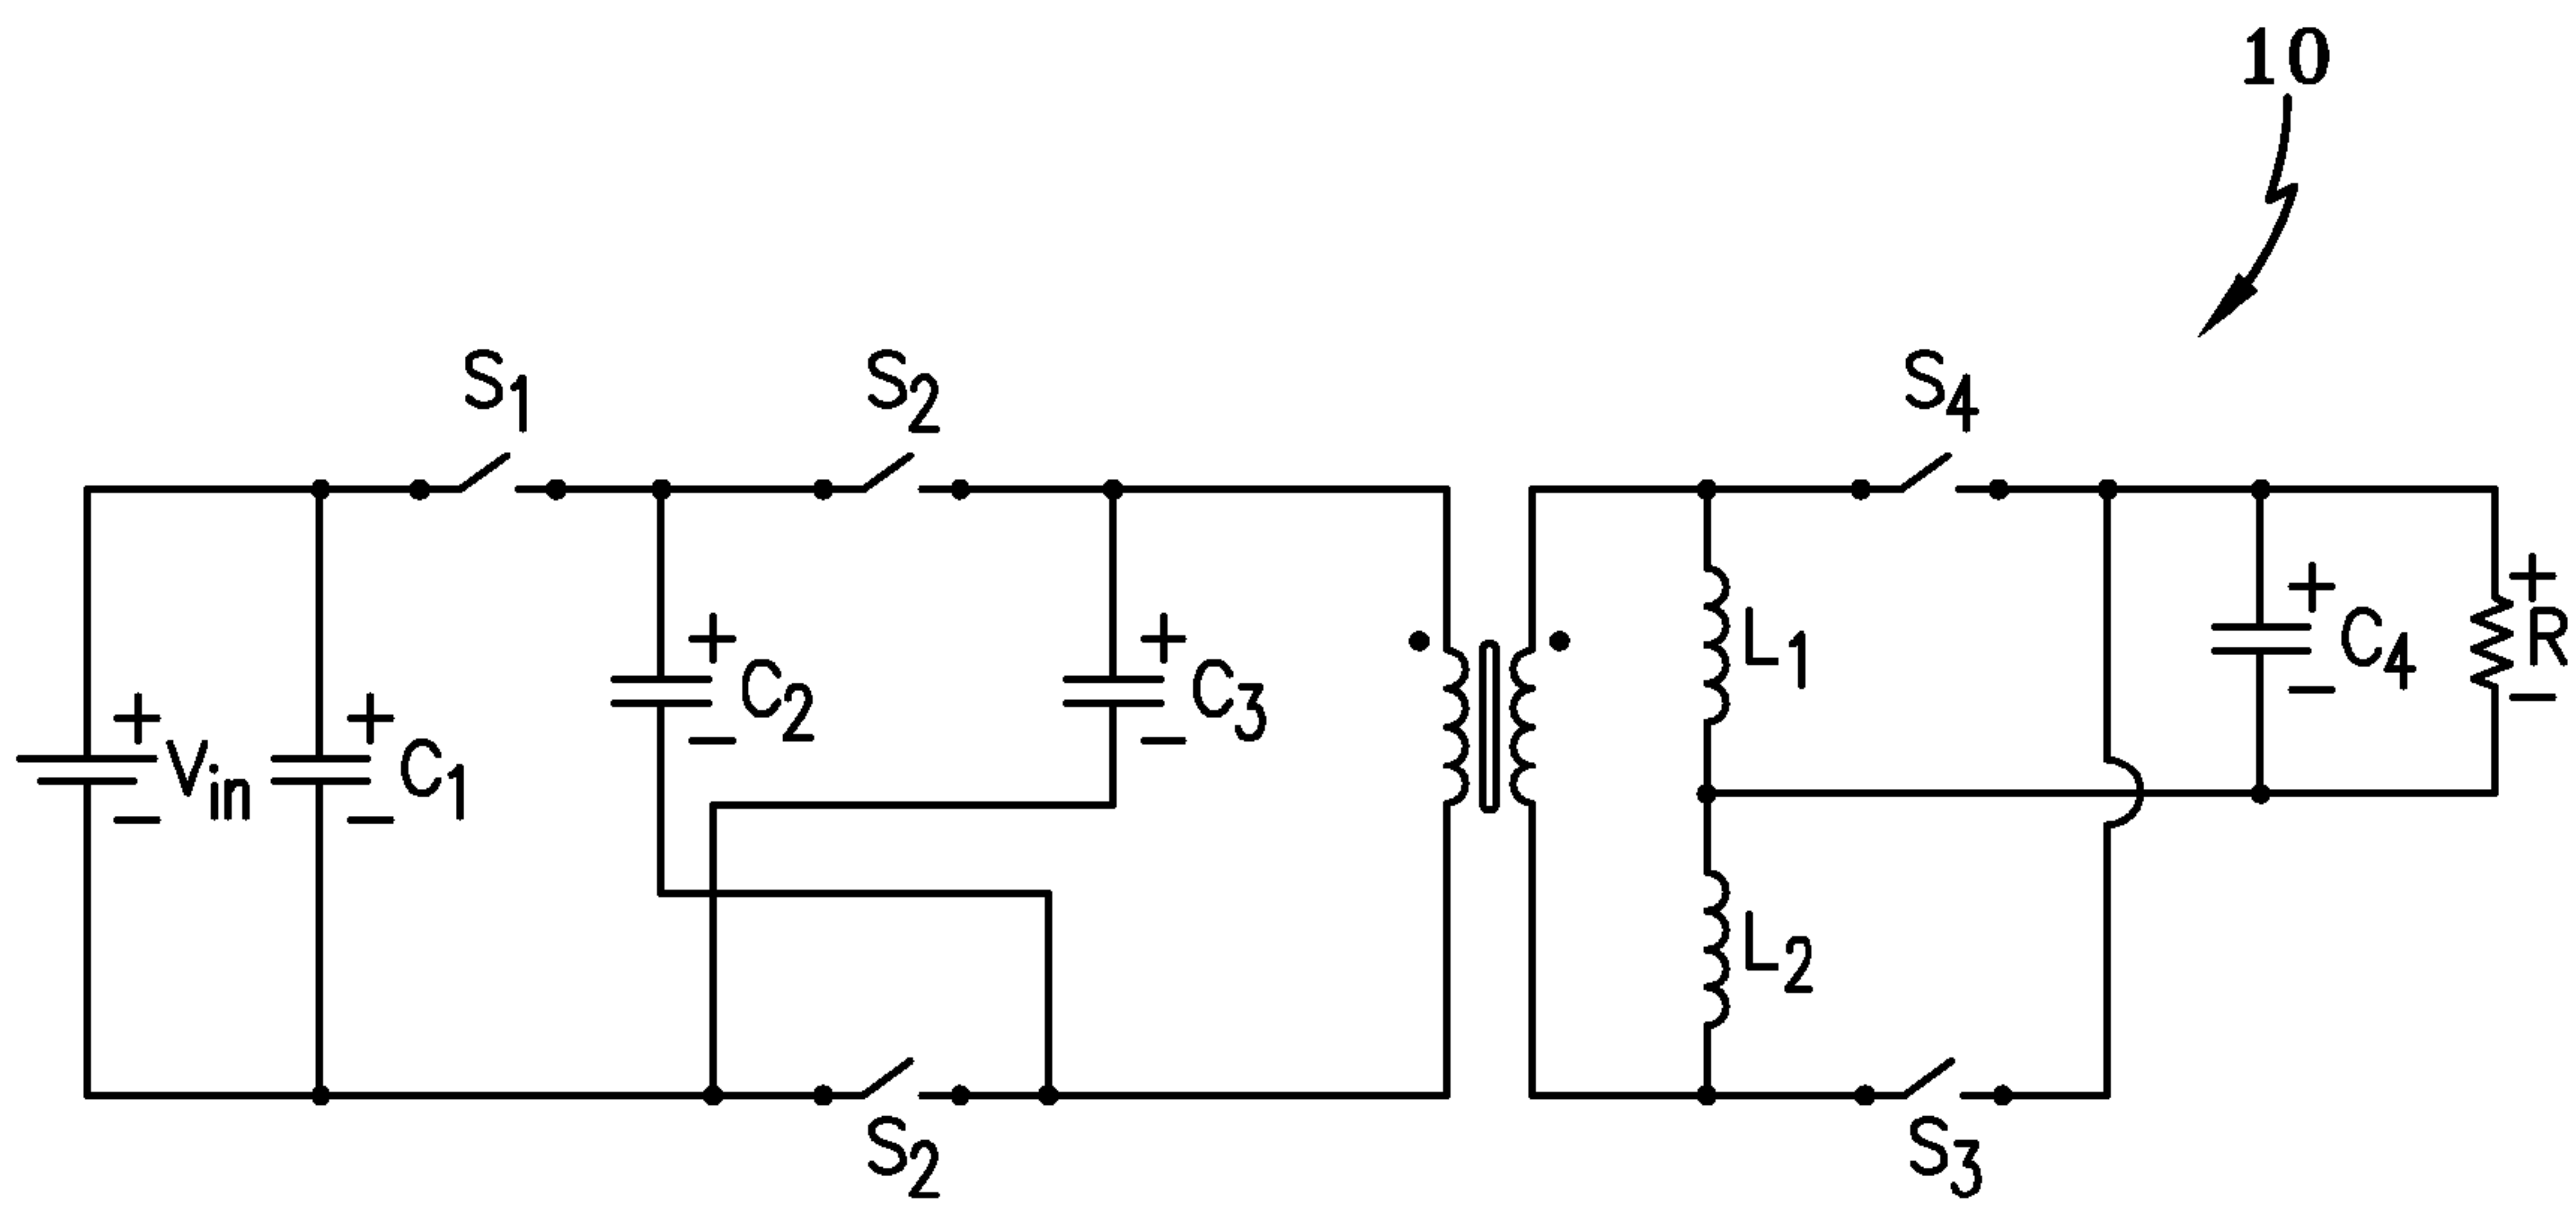 10
S1
S2
S4
+
+
+
+
C2
C3
L1
C4
R
−
−
−
−
+
+
Vin
C1
−
−
L2
S2
S3